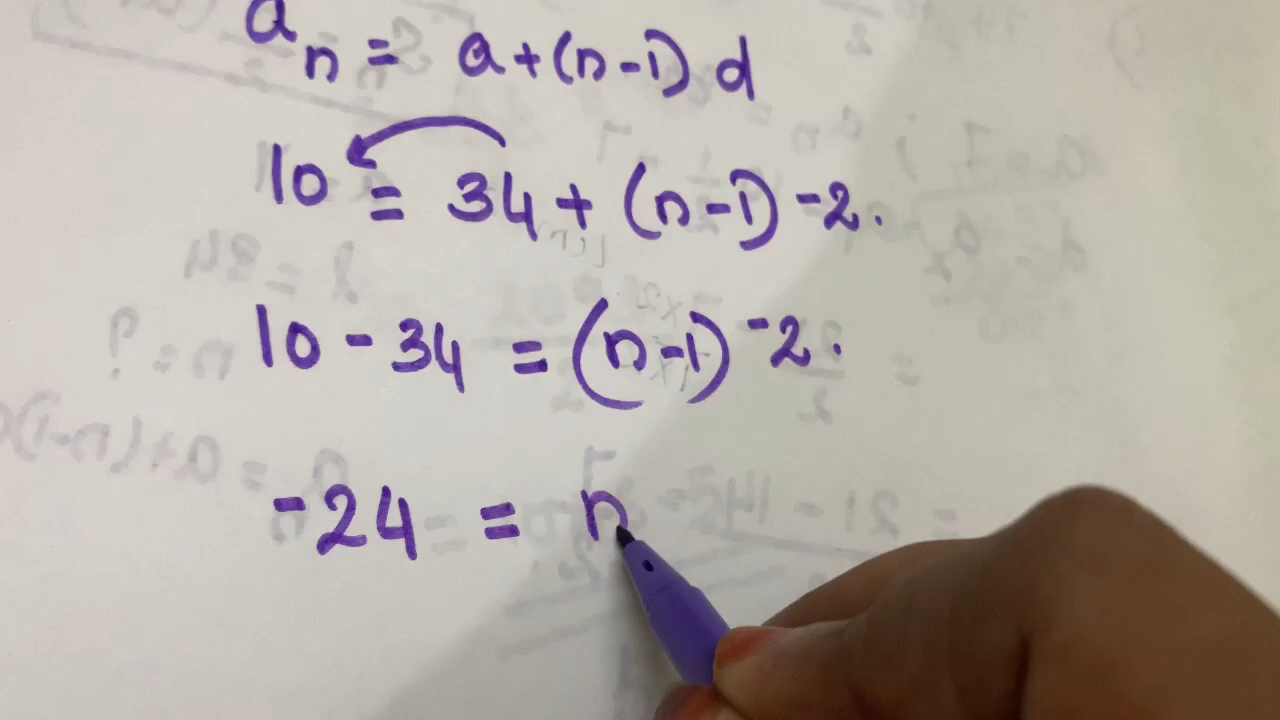 an = a+(n-1) d
10 = 34 + (n-1) -2.
10 - 34 = (n-1) -2.
-24 = n